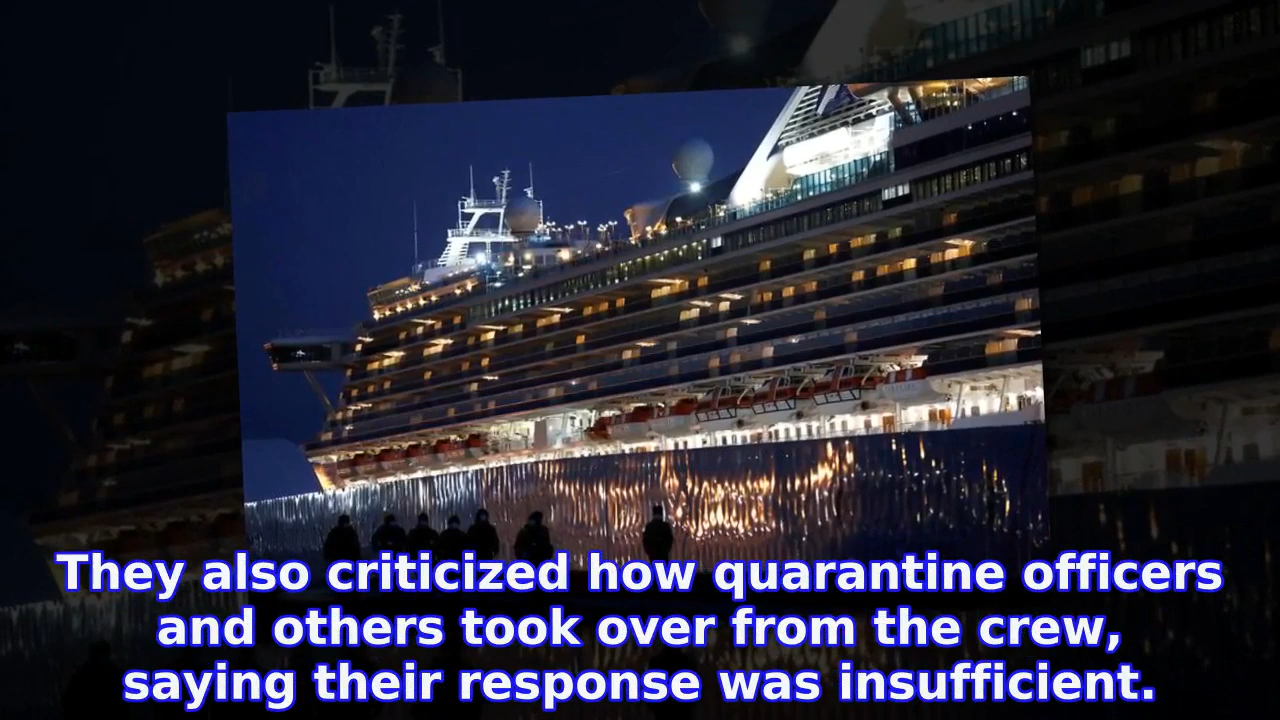 They also criticized how quarantine officers
and others took over from the crew,
saying their response was insufficient.